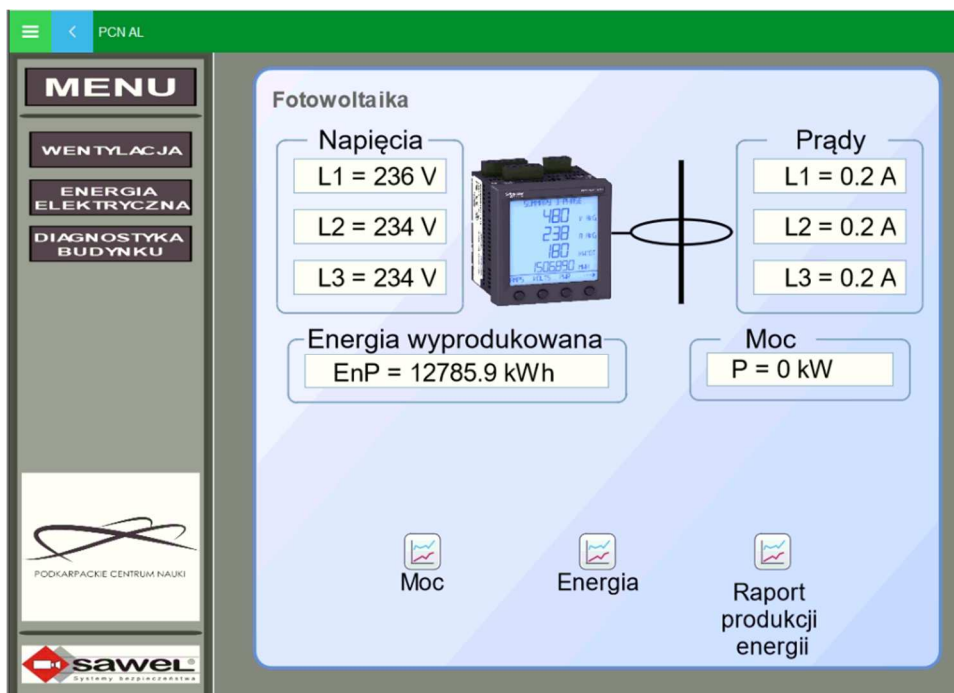 PCN AL
MENU
WENTYLACJA
ENERGIA
ELEKTRYCZNA
DIAGNOSTYKA
BUDYNKU
PODKARPACKIE CENTRUM NAUKI
sawel
Systemy bezpieczeństwa
Fotowoltaika
Napięcia
L1 = 236 V
L2 = 234 V
L3 = 234 V
480
238
180
Prądy
L1 = 0.2 A
L2 = 0.2 A
L3 = 0.2 A
Energia wyprodukowana
EnP = 12785.9 kWh
Moc
P = 0 kW
Moc
Energia
Raport
produkcji
energii